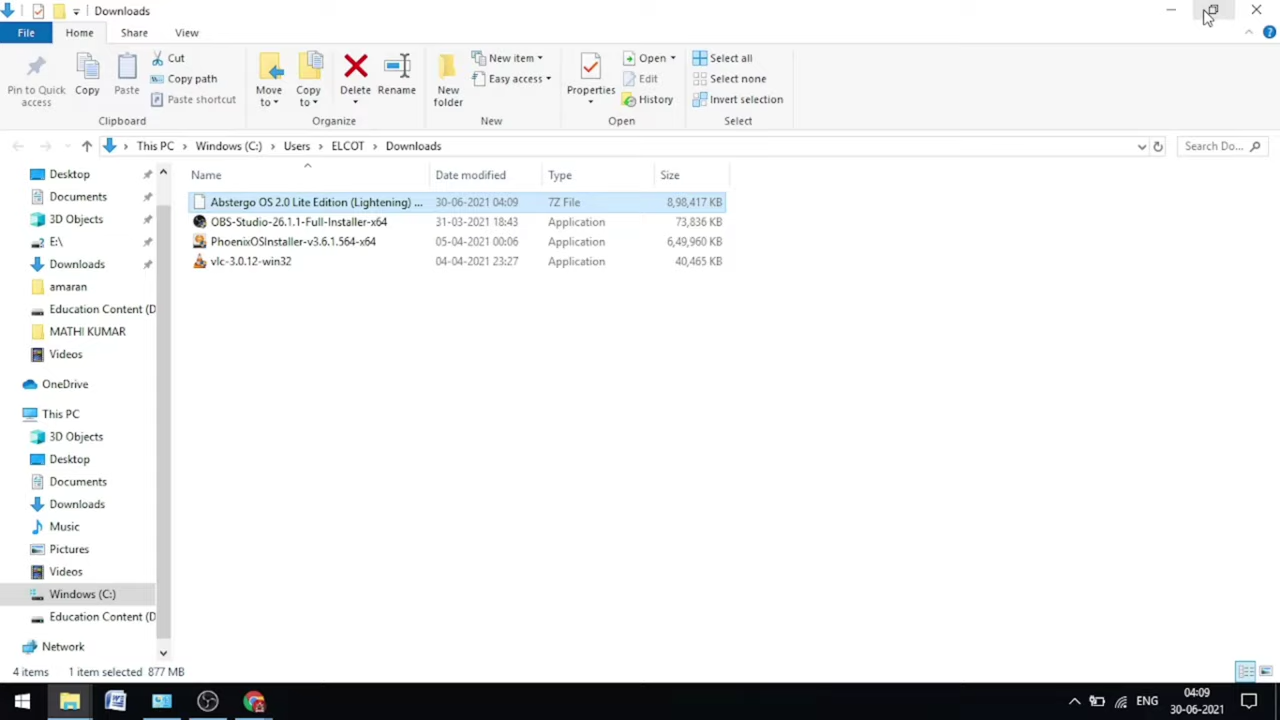 Downloads
File Home Share View
Pin to Quick access
Copy
Paste
Cut
Copy path
Paste shortcut
Clipboard
Move to
Copy to
Delete
Rename
Organize
New folder
New item
Easy access
New
Properties
Open
Edit
History
Open
Select all
Select none
Invert selection
Select
This PC > Windows (C:) > Users > ELCOT > Downloads
Search Do...
Name Date modified Type Size
Abstergo OS 2.0 Lite Edition (Lightening) ... 30-06-2021 04:09 7Z File 8,98,417 KB
OBS-Studio-26.1.1-Full-Installer-x64 31-03-2021 18:43 Application 73,836 KB
PhoenixOSInstaller-v3.6.1.564-x64 05-04-2021 00:06 Application 6,49,960 KB
vlc-3.0.12-win32 04-04-2021 23:27 Application 40,465 KB
Desktop
Documents
3D Objects
E:\
Downloads
amaran
Education Content (D
MATHI KUMAR
Videos
OneDrive
This PC
3D Objects
Desktop
Documents
Downloads
Music
Pictures
Videos
Windows (C:)
Education Content (D
Network
4 items 1 item selected 877 MB
ENG
04:09
30-06-2021